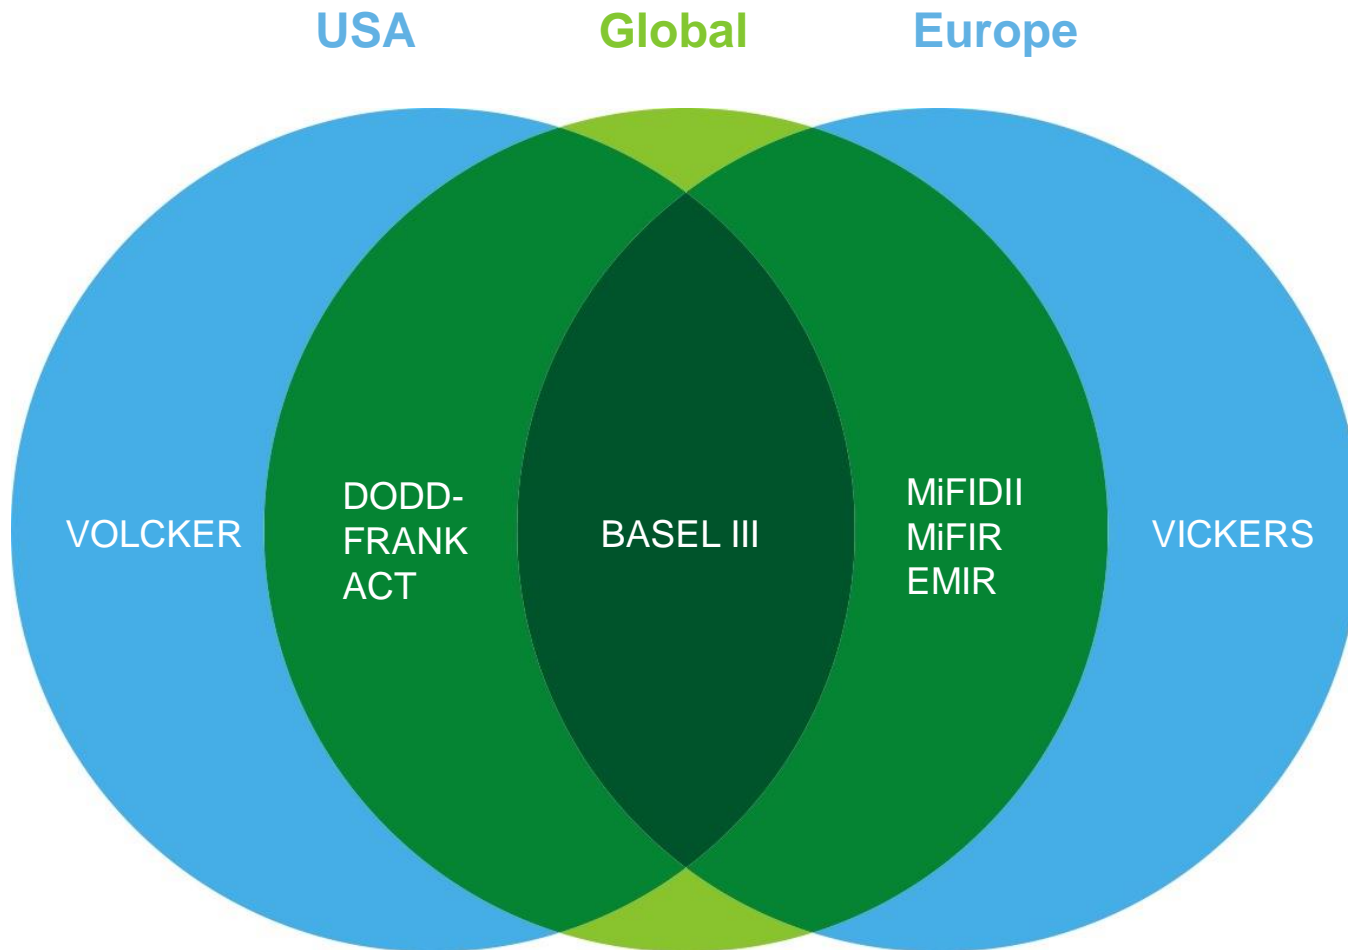 USA
Global
Europe
VOLCKER
DODD-
FRANK
ACT
BASEL III
MiFIDII
MiFIR
EMIR
VICKERS